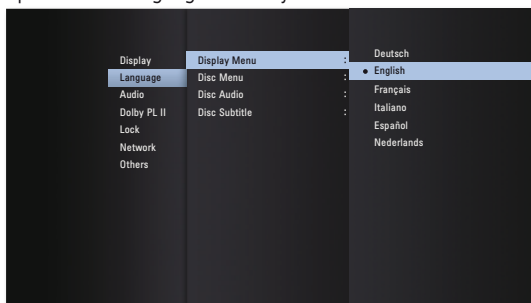 Display
Language
Audio
Dolby PL II
Lock
Network
Others
Display Menu :
Disc Menu :
Disc Audio :
Disc Subtitle :
Deutsch
● English
Français
Italiano
Español
Nederlands